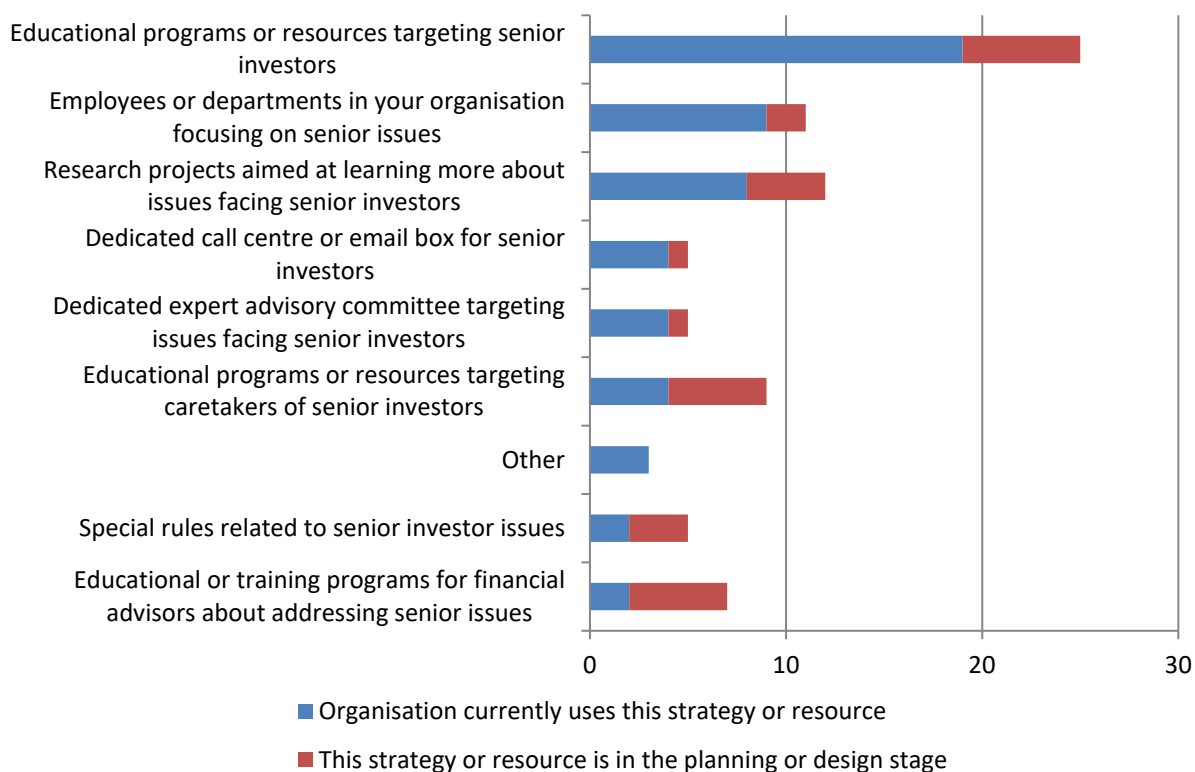 Educational programs or resources targeting senior
investors
Employees or departments in your organisation
focusing on senior issues
Research projects aimed at learning more about
issues facing senior investors
Dedicated call centre or email box for senior
investors
Dedicated expert advisory committee targeting
issues facing senior investors
Educational programs or resources targeting
caretakers of senior investors
Other
Special rules related to senior investor issues
Educational or training programs for financial
advisors about addressing senior issues
0 10 20 30
Organisation currently uses this strategy or resource
This strategy or resource is in the planning or design stage